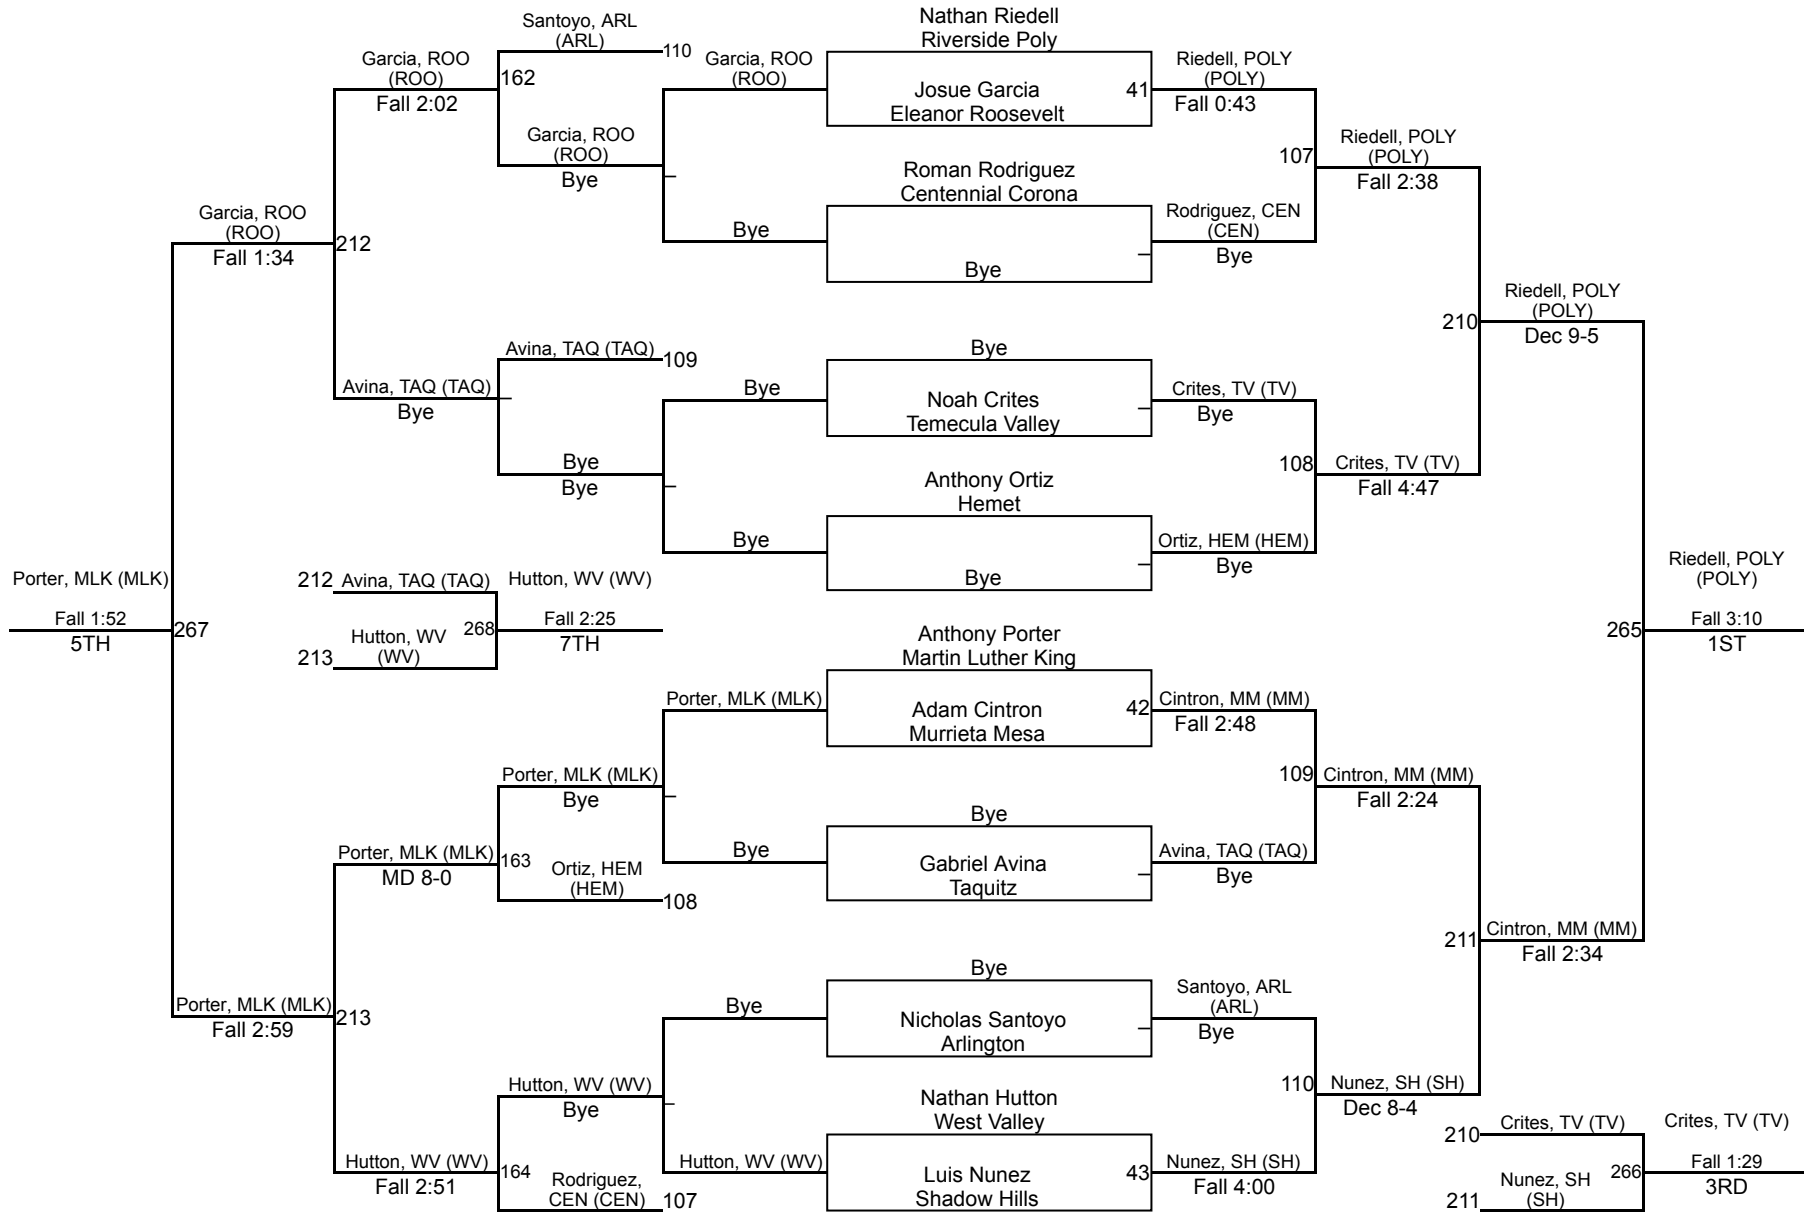 Santoyo, ARL
(ARL)
110
Garcia, ROO
(ROO)
Fall 2:02
162
Garcia, ROO
(ROO)
Bye
Garcia, ROO
(ROO)
Nathan Riedell
Riverside Poly
Josue Garcia
Eleanor Roosevelt
41
Riedell, POLY
(POLY)
Fall 0:43
107
Riedell, POLY
(POLY)
Fall 2:38
Roman Rodriguez
Centennial Corona
Bye
Bye
Rodriguez, CEN
(CEN)
Bye
Garcia, ROO
(ROO)
Fall 1:34
212
210
Riedell, POLY
(POLY)
Dec 9-5
Avina, TAQ (TAQ)
109
Avina, TAQ (TAQ)
Bye
Bye
Bye
Noah Crites
Temecula Valley
Crites, TV (TV)
Bye
Bye
Bye
108
Crites, TV (TV)
Fall 4:47
Anthony Ortiz
Hemet
Bye
Bye
Ortiz, HEM (HEM)
Bye
Porter, MLK (MLK)
Fall 1:52
5TH
267
212
Avina, TAQ (TAQ)
Hutton, WV
(WV)
213
268
Hutton, WV (WV)
Fall 2:25
7TH
265
Riedell, POLY
(POLY)
Fall 3:10
1ST
Anthony Porter
Martin Luther King
Porter, MLK (MLK)
Adam Cintron
Murrieta Mesa
42
Cintron, MM (MM)
Fall 2:48
Porter, MLK (MLK)
Bye
109
Cintron, MM (MM)
Fall 2:24
Porter, MLK (MLK)
MD 8-0
163
Ortiz, HEM
(HEM)
108
Bye
Bye
Gabriel Avina
Taquitz
Avina, TAQ (TAQ)
Bye
211
Cintron, MM (MM)
Fall 2:34
Porter, MLK (MLK)
Fall 2:59
213
Bye
Bye
Nicholas Santoyo
Arlington
Santoyo, ARL
(ARL)
Bye
Hutton, WV (WV)
Bye
110
Nunez, SH (SH)
Dec 8-4
Nathan Hutton
West Valley
Hutton, WV (WV)
Fall 2:51
164
Rodriguez,
CEN (CEN)
107
Hutton, WV (WV)
Luis Nunez
Shadow Hills
43
Nunez, SH (SH)
Fall 4:00
210
Crites, TV (TV)
Nunez, SH
(SH)
211
266
Crites, TV (TV)
Fall 1:29
3RD